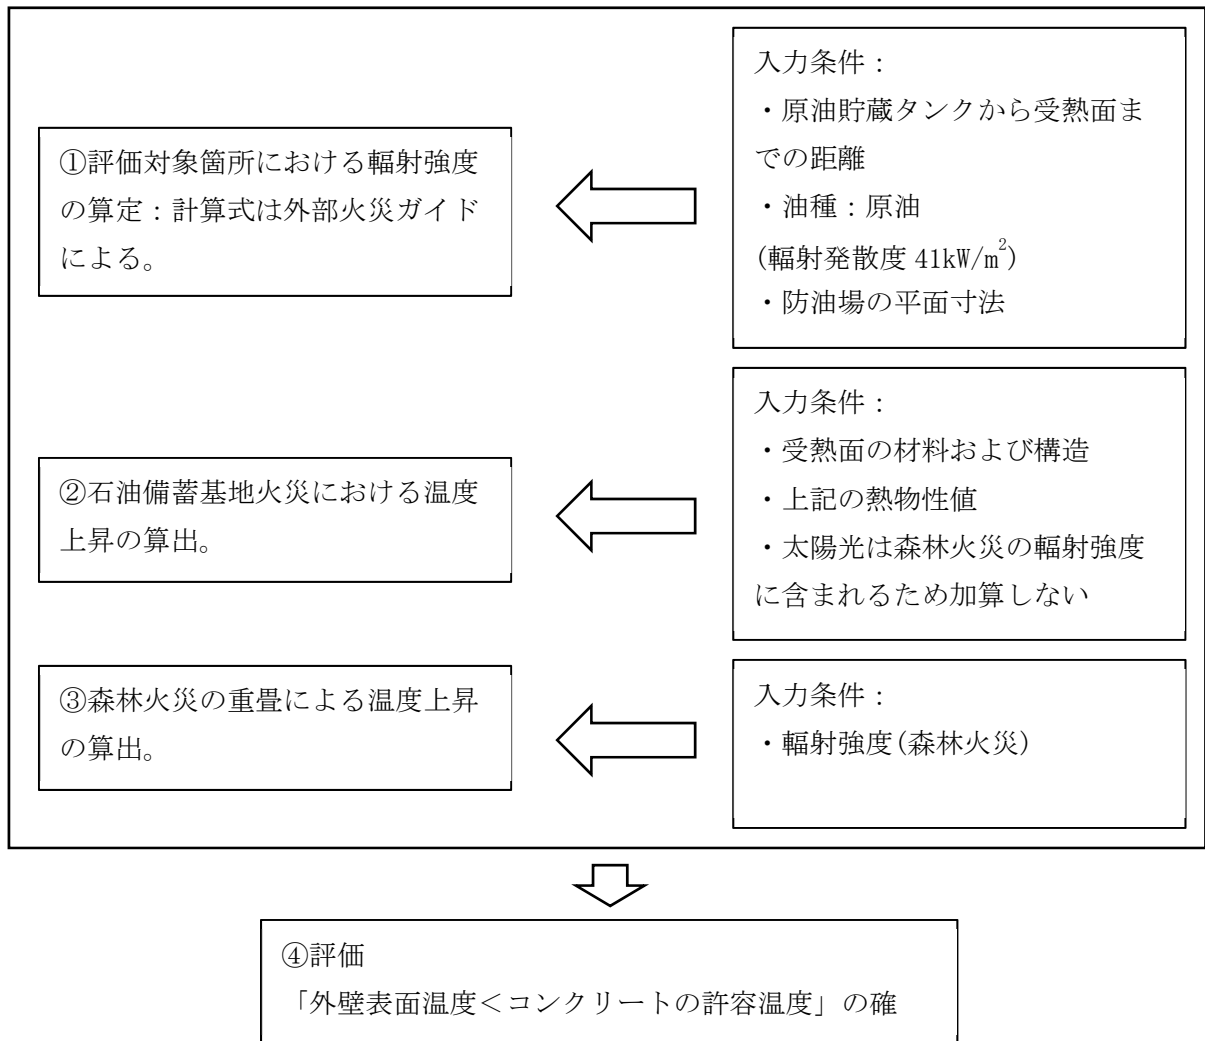 ①評価対象箇所における輻射強度
の算定：計算式は外部火災ガイド
による。
入力条件：
・原油貯蔵タンクから受熱面ま
での距離
・油種：原油
(輻射発散度 41kW/m²)
・防油場の平面寸法
②石油備蓄基地火災における温度
上昇の算出。
入力条件：
・受熱面の材料および構造
・上記の熱物性値
・太陽光は森林火災の輻射強度
に含まれるため加算しない
③森林火災の重畳による温度上昇
の算出。
入力条件：
・輻射強度(森林火災)
④評価
「外壁表面温度＜コンクリートの許容温度」の確